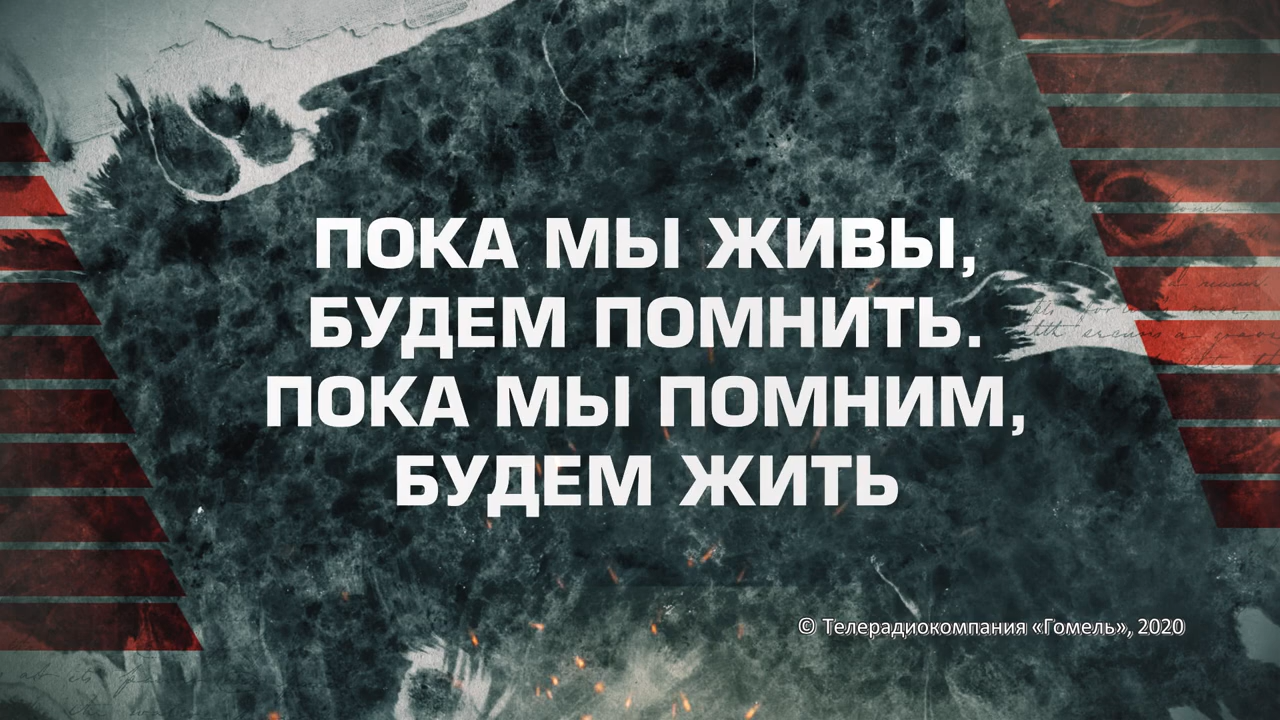 ПОКА МЫ ЖИВЫ,
БУДЕМ ПОМНИТЬ.
ПОКА МЫ ПОМНИМ,
БУДЕМ ЖИТЬ
© Телерадиокомпания «Гомель», 2020